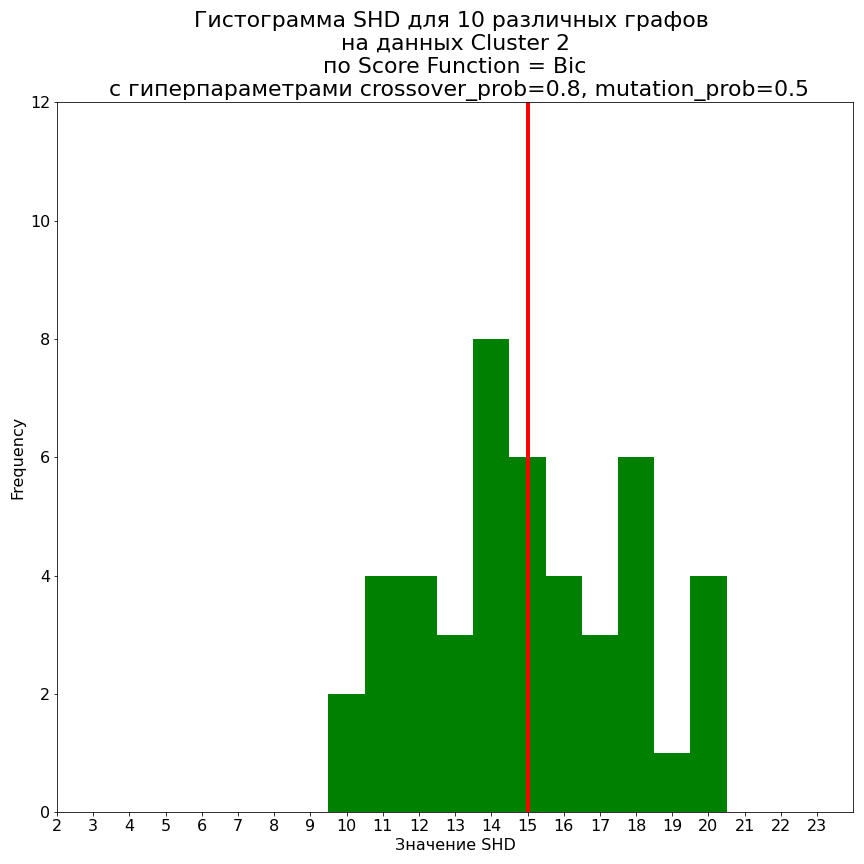 Гистограмма SHD для 10 различных графов
на данных Cluster 2
по Score Function = Bic
с гиперпараметрами crossover_prob=0.8, mutation_prob=0.5
12
10
8
6
4
2
0
Frequency
2 3 4 5 6 7 8 9 10 11 12 13 14 15 16 17 18 19 20 21 22 23
Значение SHD